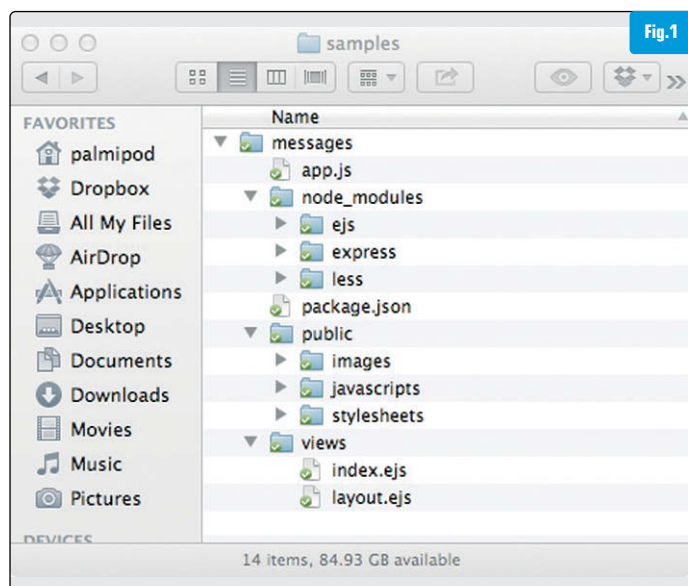 Fig.1
samples
FAVORITES
palmipod
Dropbox
All My Files
AirDrop
Applications
Desktop
Documents
Downloads
Movies
Music
Pictures
DEVICES
Name
messages
app.js
node_modules
ejs
express
less
package.json
public
images
javascripts
stylesheets
views
index.ejs
layout.ejs
14 items, 84.93 GB available